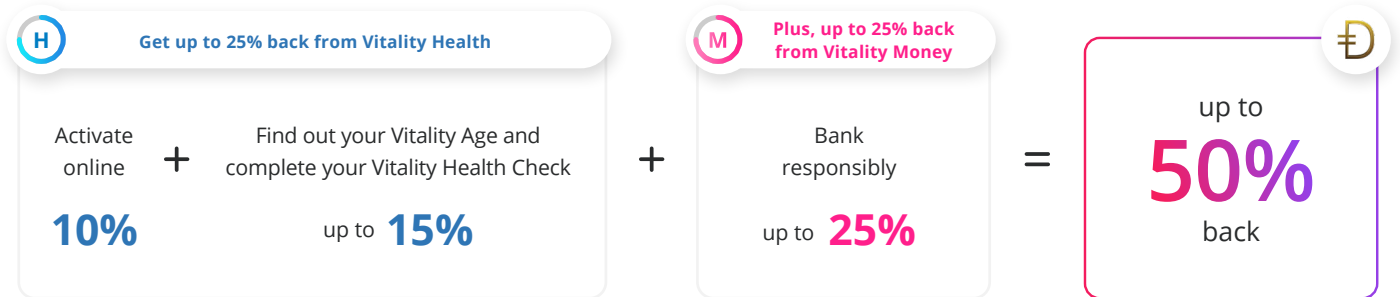 H
Get up to 25% back from Vitality Health
M
Plus, up to 25% back
from Vitality Money
Activate
online
10%
+
Find out your Vitality Age and
complete your Vitality Health Check
up to 15%
+
Bank
responsibly
up to 25%
=
up to
50%
back